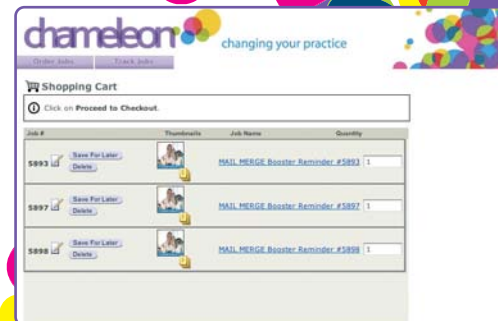 chameleon
changing your practice
Order Jobs Track Jobs
Shopping Cart
Click on Proceed to Checkout.
Job # Thumbnails Job Name Quantity
5893 Save For Later Delete MAIL MERGE Booster Reminder #5893 1
5897 Save For Later Delete MAIL MERGE Booster Reminder #5897 1
5898 Save For Later Delete MAIL MERGE Booster Reminder #5898 1